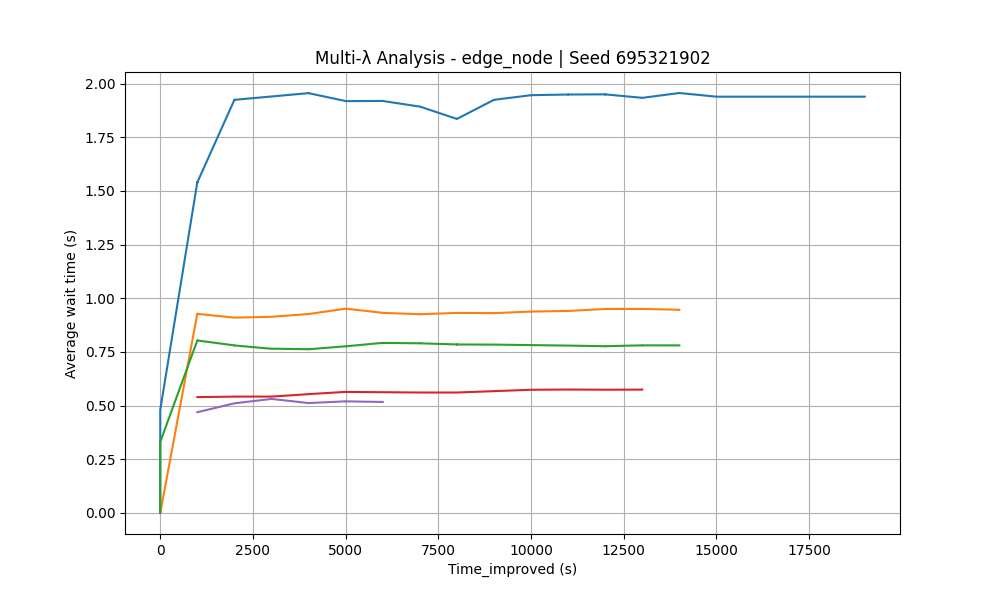 Multi-λ Analysis - edge_node | Seed 695321902
2.00
1.75
1.50
1.25
1.00
0.75
0.50
0.25
0.00
Average wait time (s)
0 2500 5000 7500 10000 12500 15000 17500
Time_improved (s)